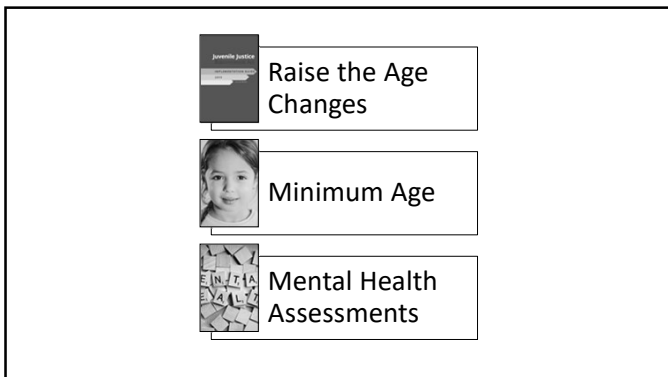 Juvenile Justice
Raise the Age
Changes
Minimum Age
E N T A
E A L T
Mental Health
Assessments